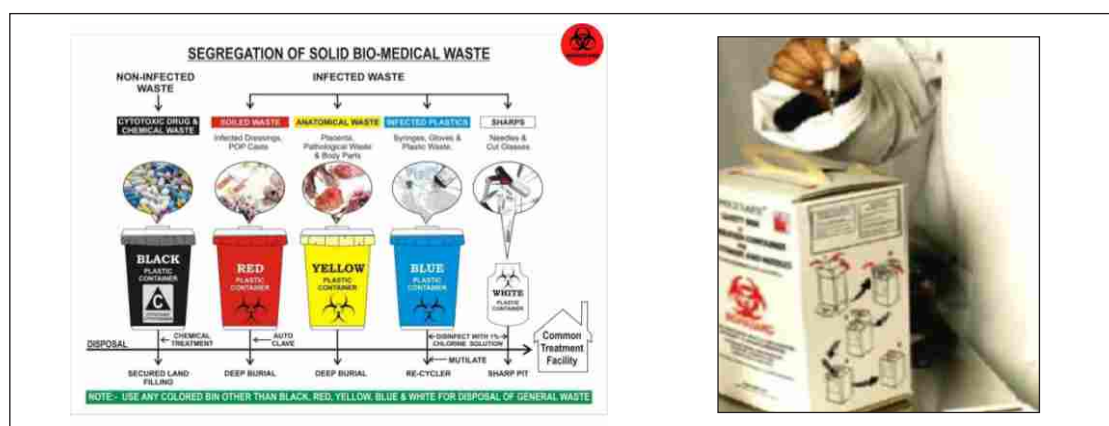 SEGREGATION OF SOLID BIO-MEDICAL WASTE
NON-INFECTED
WASTE
INFECTED WASTE
CYTOTOXIC DRUG &
CHEMICAL WASTE
SOILED WASTE
Infected Dressings,
POP Casts
ANATOMICAL WASTE
Placenta,
Pathological Waste
& Body Parts
INFECTED PLASTICS
Syringes, Gloves &
Plastic Waste.
SHARPS
Needles &
Cut Glasses
BLACK
PLASTIC
CONTAINER
C
RED
PLASTIC
CONTAINER
YELLOW
PLASTIC
CONTAINER
BLUE
PLASTIC
CONTAINER
WHITE
PLASTIC
CONTAINER
DISPOSAL
CHEMICAL
TREATMENT
AUTO
CLAVE
DISINFECT WITH 1%
CHLORINE SOLUTION
MUTILATE
Common
Treatment
Facility
SECURED LAND
FILLING
DEEP BURIAL
DEEP BURIAL
RE-CYCLER
SHARP PIT
NOTE:- USE ANY COLORED BIN OTHER THAN BLACK, RED, YELLOW, BLUE & WHITE FOR DISPOSAL OF GENERAL WASTE
SAFETY BOX